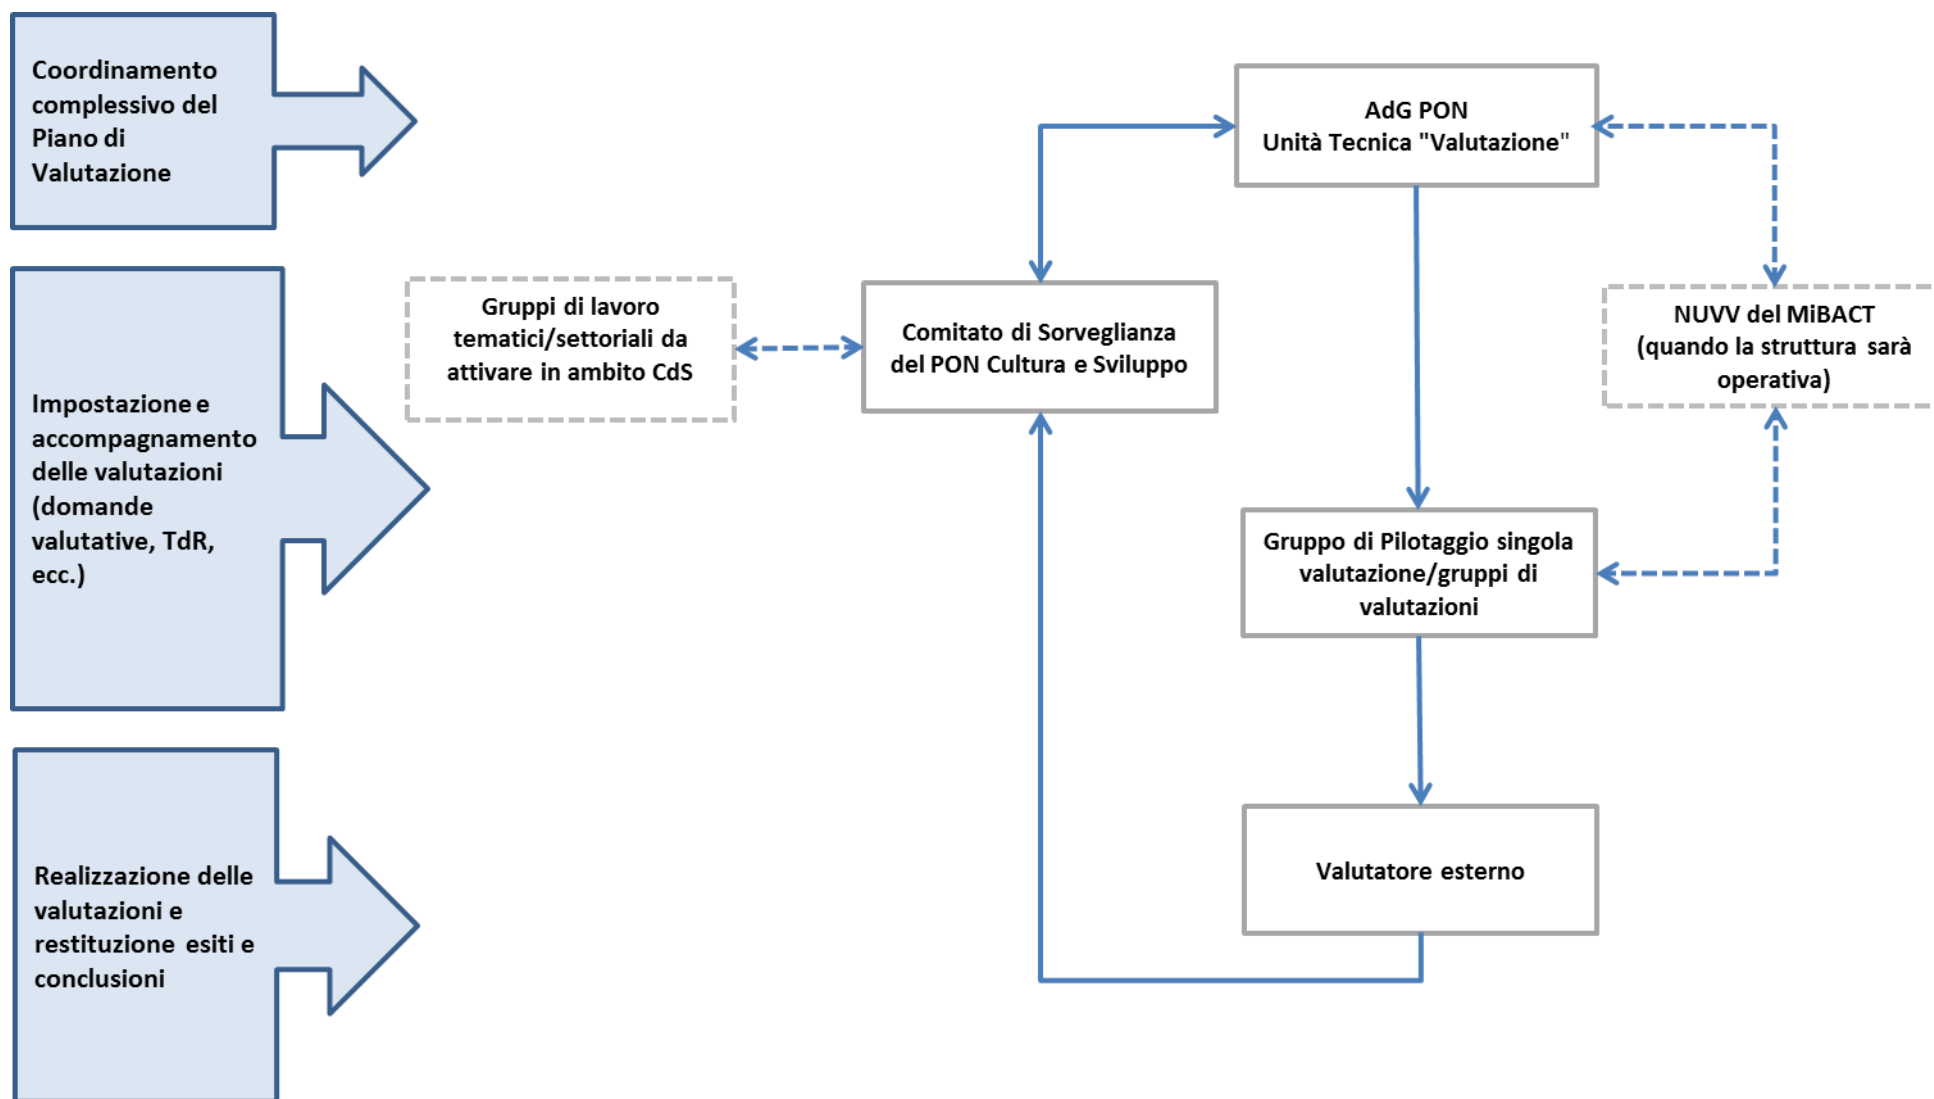 Coordinamento
complessivo del
Piano di
Valutazione
AdG PON
Unità Tecnica "Valutazione"
Impostazione e
accompagnamento
delle valutazioni
(domande
valutative, TdR,
ecc.)
Gruppi di lavoro
tematici/settoriali da
attivare in ambito CdS
Comitato di Sorveglianza
del PON Cultura e Sviluppo
NUVV del MiBACT
(quando la struttura sarà
operativa)
Gruppo di Pilotaggio singola
valutazione/gruppi di
valutazioni
Realizzazione delle
valutazioni e
restituzione esiti e
conclusioni
Valutatore esterno